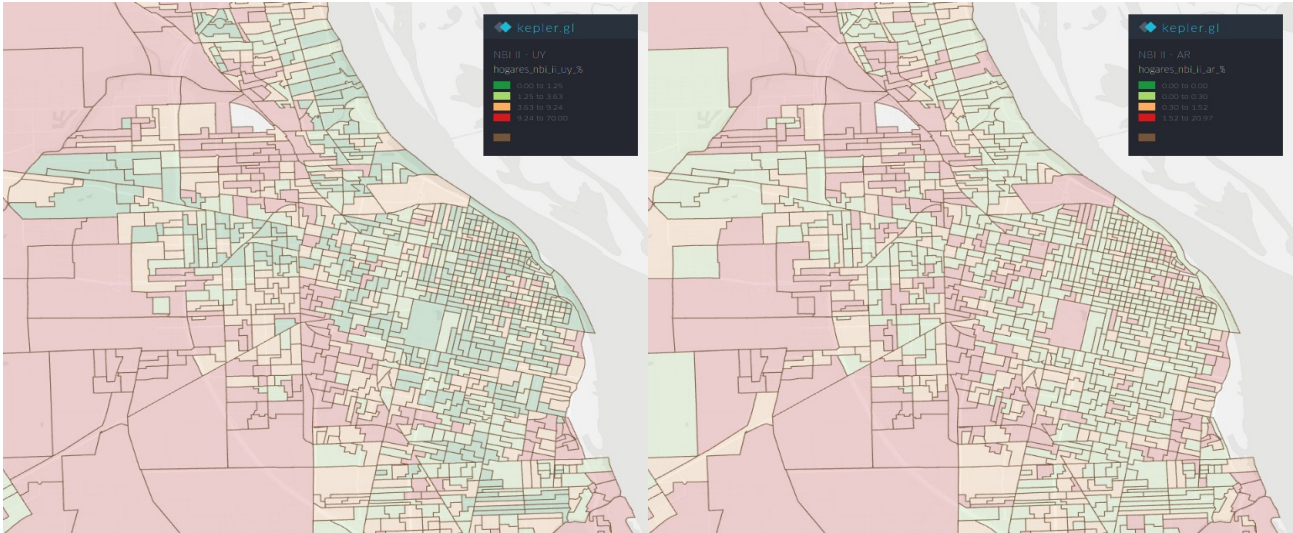 kepler.gl
NBI II - UY
hogares_nbi_ii_uy_%
0.00 to 1.25
1.25 to 3.63
3.63 to 9.24
9.24 to 70.00
kepler.gl
NBI II - AR
hogares_nbi_ii_ar_%
0.00 to 0.00
0.00 to 0.30
0.30 to 1.52
1.52 to 20.97